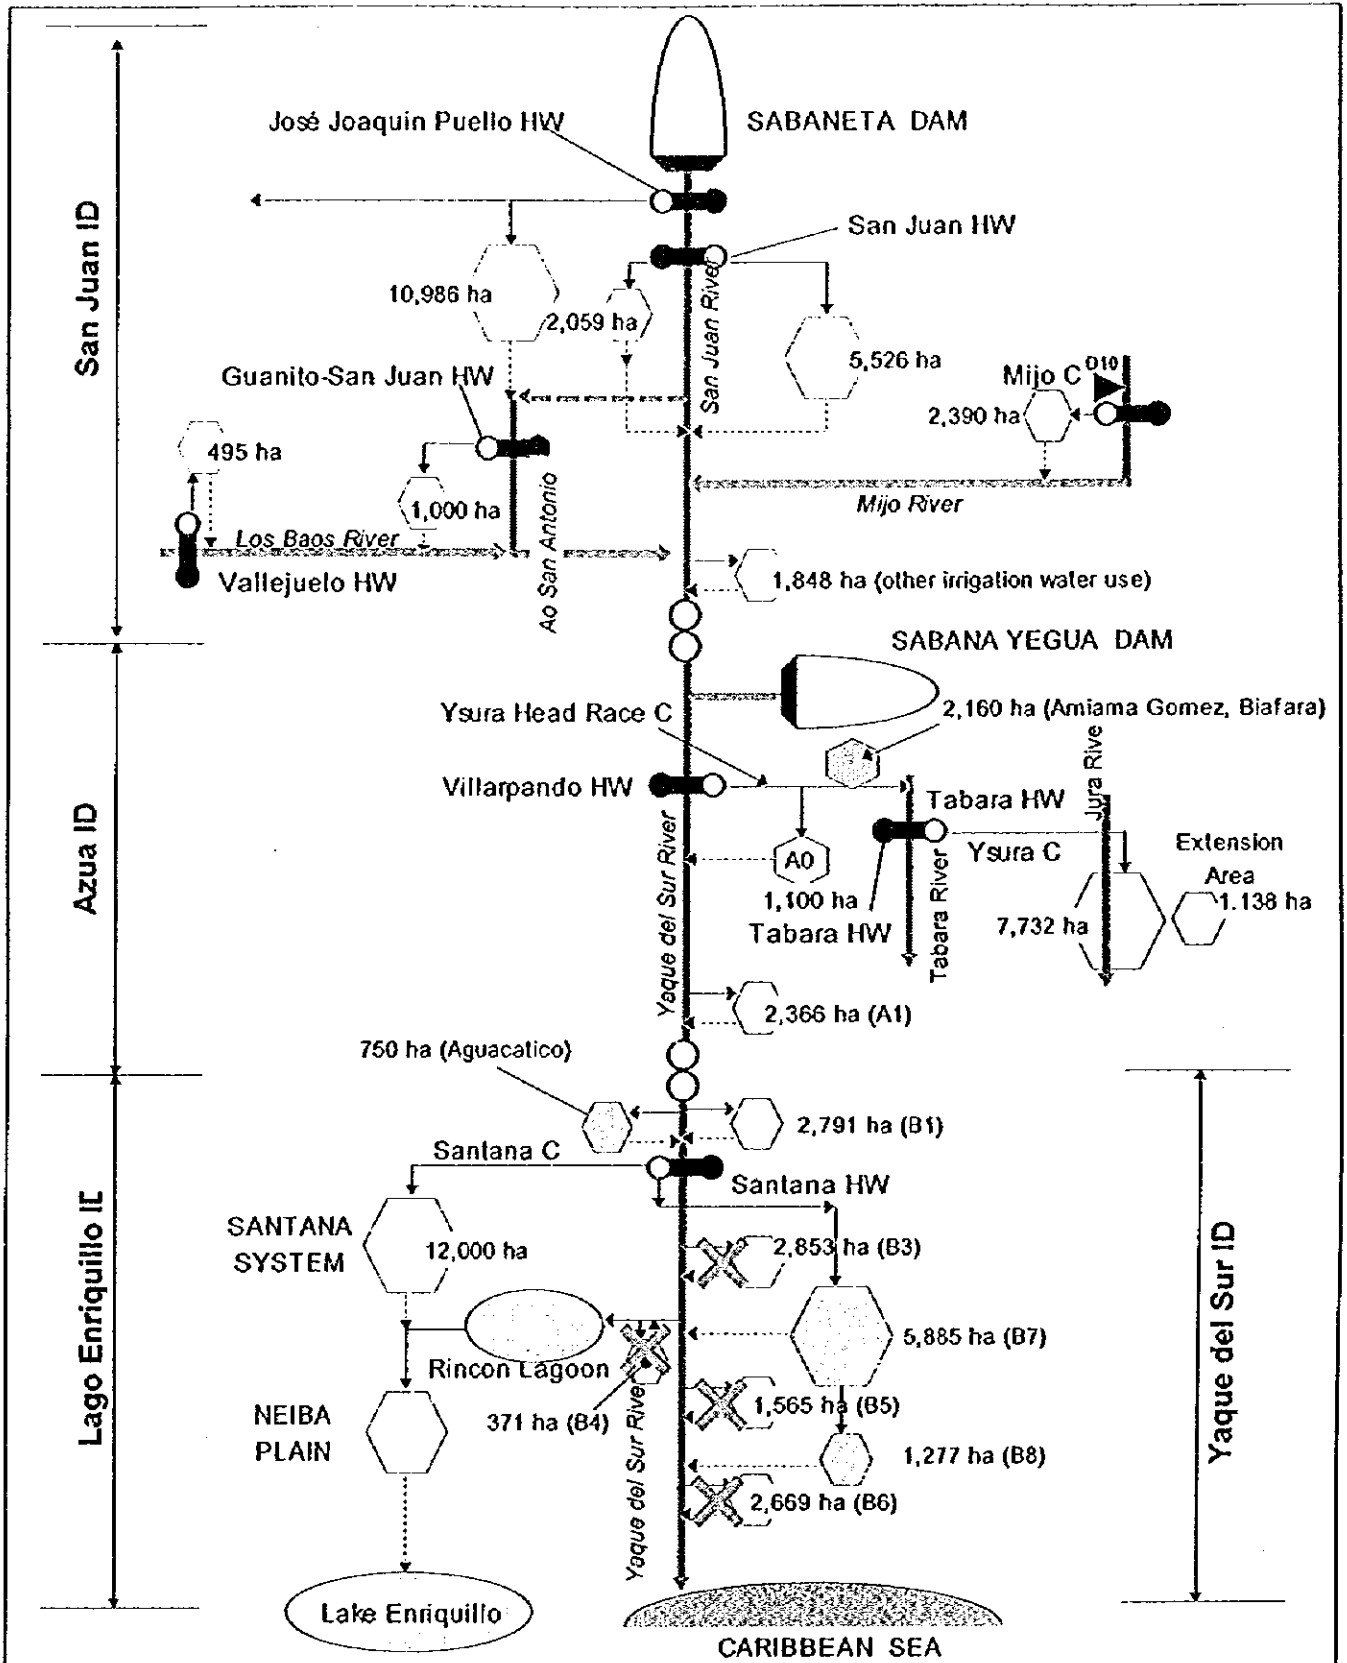 José Joaquin Puello HW
SABANETA DAM
San Juan ID
San Juan HW
10,986 ha
2,059 ha
San Juan River
5,526 ha
Guanito-San Juan HW
Mijo C
010
2,390 ha
495 ha
1,000 ha
Ao San Antonio
Mijo River
Los Baos River
Vallejuelo HW
1,848 ha (other irrigation water use)
SABANA YEGUA DAM
Ysura Head Race C
2,160 ha (Amiama Gomez, Biafara)
Villarpando HW
Jura Rive
Tabara HW
Azua ID
Yaque del Sur River
A0
Ysura C
Extension
Area
1.138 ha
1,100 ha
Tabara HW
Tabara River
7,732 ha
2,366 ha (A1)
750 ha (Aguacatico)
2,791 ha (B1)
Santana C
Santana HW
Lago Enriquillo II
SANTANA
SYSTEM
12,000 ha
2,853 ha (B3)
Yaque del Sur ID
5,885 ha (B7)
Rincon Lagoon
371 ha (B4)
1,565 ha (B5)
NEIBA
PLAIN
Yaque del Sur River
1,277 ha (B8)
2,669 ha (B6)
Lake Enriquillo
CARIBBEAN SEA